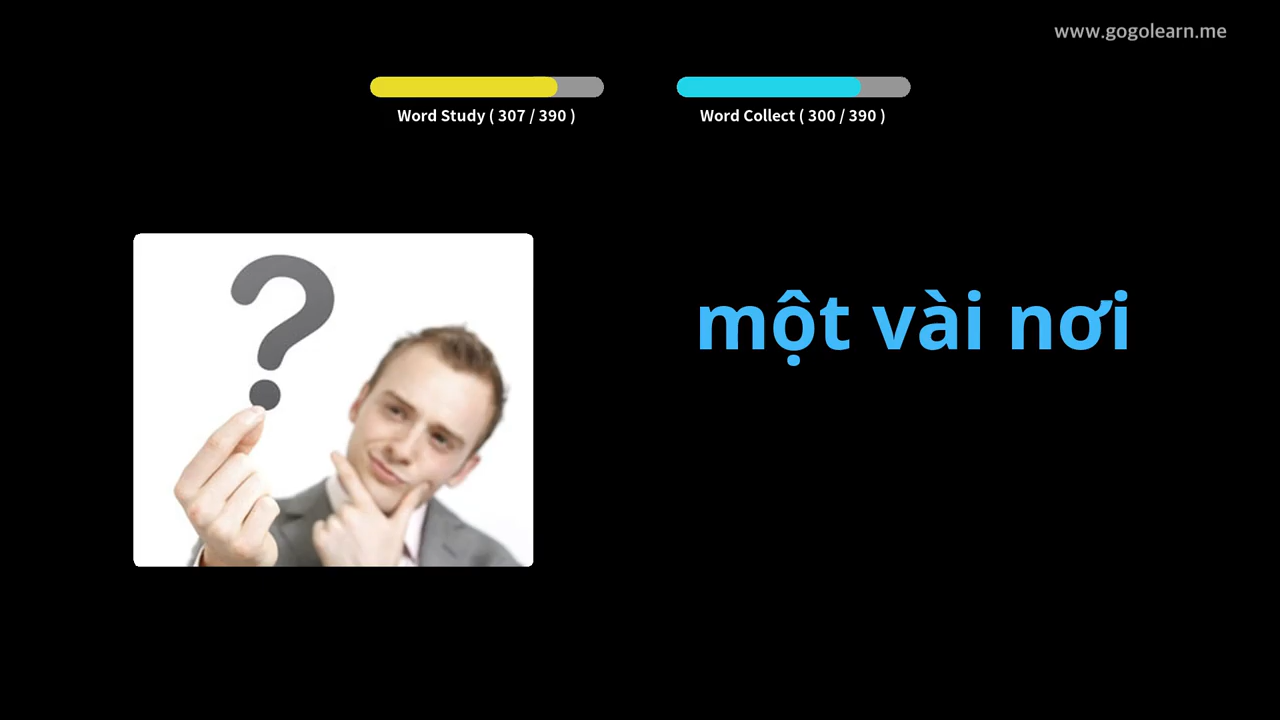 www.gogolearn.me
Word Study ( 307 / 390 )
Word Collect ( 300 / 390 )
?
một vài nơi